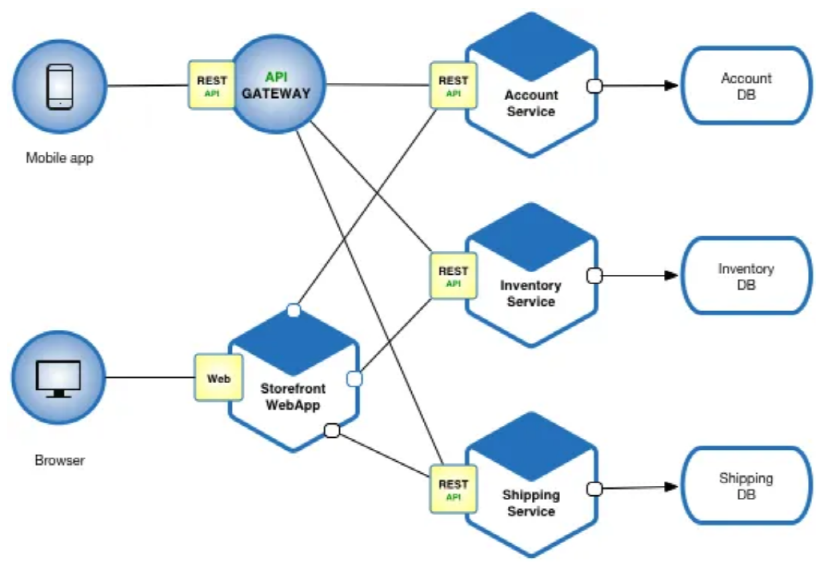 REST
API
API
GATEWAY
Mobile app
REST
API
Account
Service
Account
DB
REST
API
Inventory
Service
Inventory
DB
Web
Storefront
WebApp
Browser
REST
API
Shipping
Service
Shipping
DB